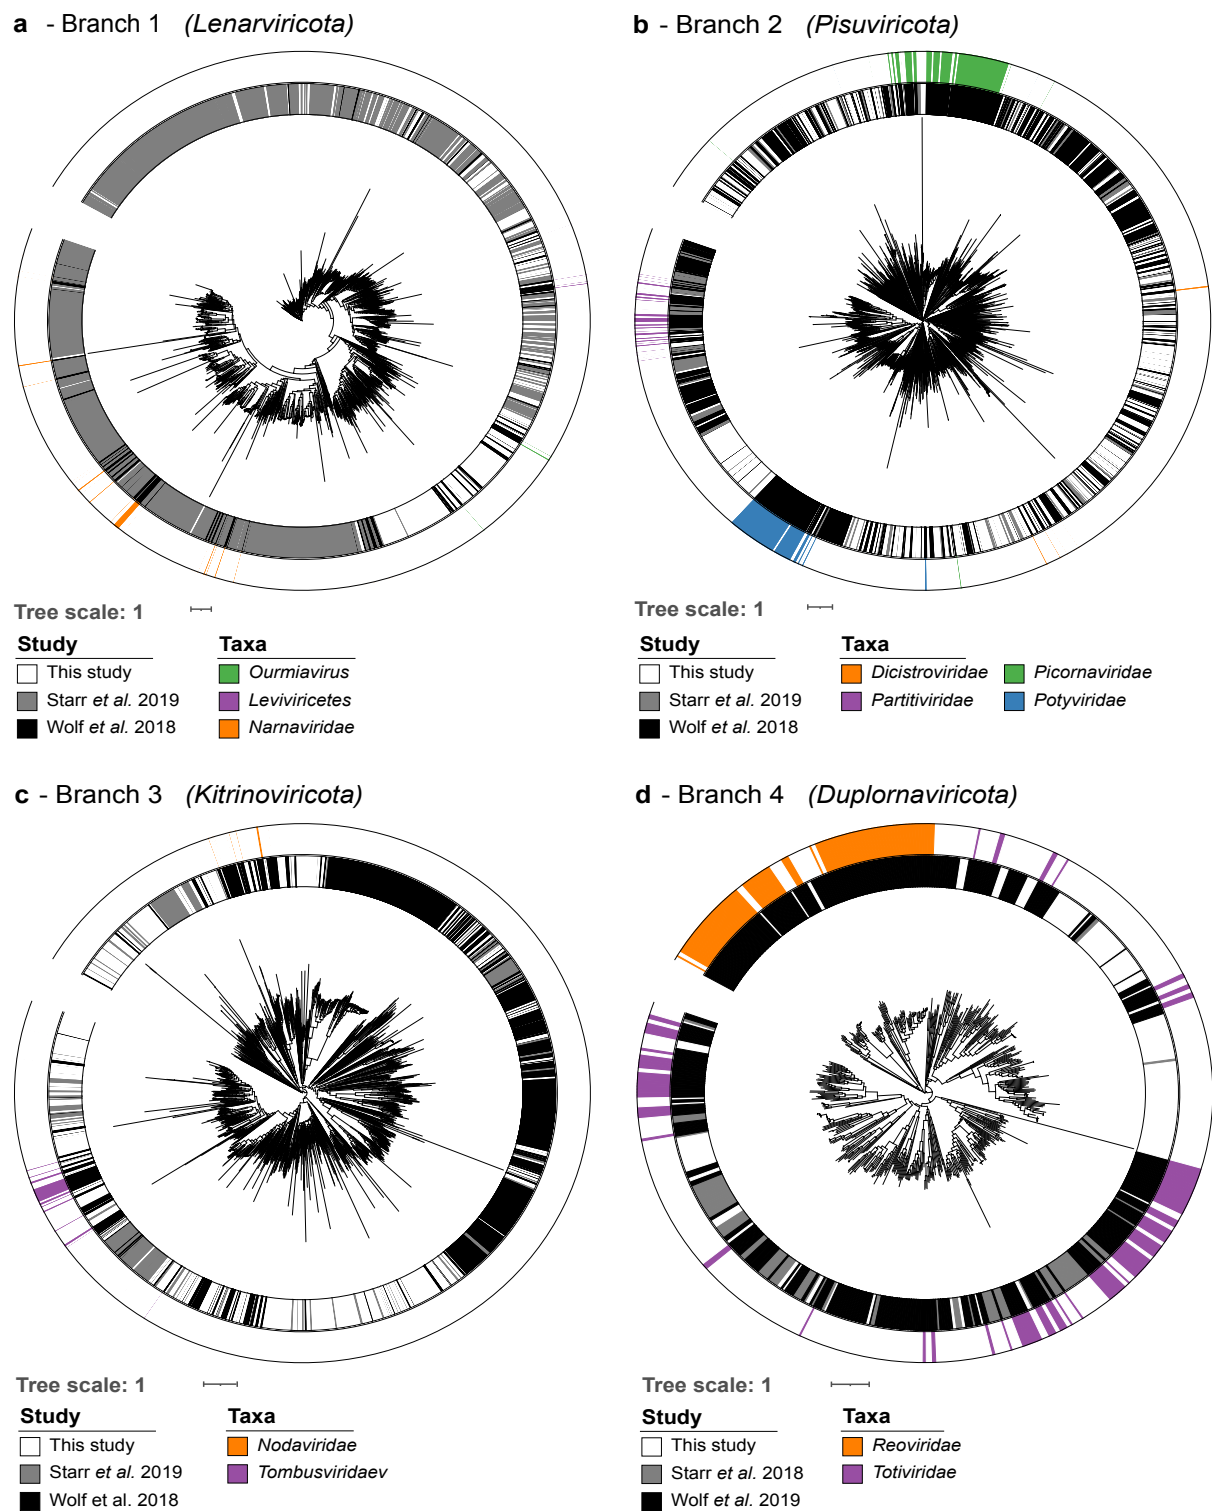 a - Branch 1 (Lenarviricota)
b - Branch 2 (Pisuviricota)
Tree scale: 1
Study
Taxa
This study
Starr et al. 2019
Wolf et al. 2018
Ourmiavirus
Leviviricetes
Narnaviridae
Tree scale: 1
Study
Taxa
This study
Starr et al. 2019
Wolf et al. 2018
Dicistroviridae
Picornaviridae
Partitiviridae
Potyviridae
c - Branch 3 (Kitrinoviricota)
d - Branch 4 (Duplornaviricota)
Tree scale: 1
Study
Taxa
This study
Starr et al. 2019
Wolf et al. 2018
Nodaviridae
Tombusviridaev
Tree scale: 1
Study
Taxa
This study
Starr et al. 2018
Wolf et al. 2019
Reoviridae
Totiviridae